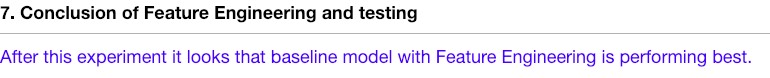 7. Conclusion of Feature Engineering and testing
After this experiment it looks that baseline model with Feature Engineering is performing best.